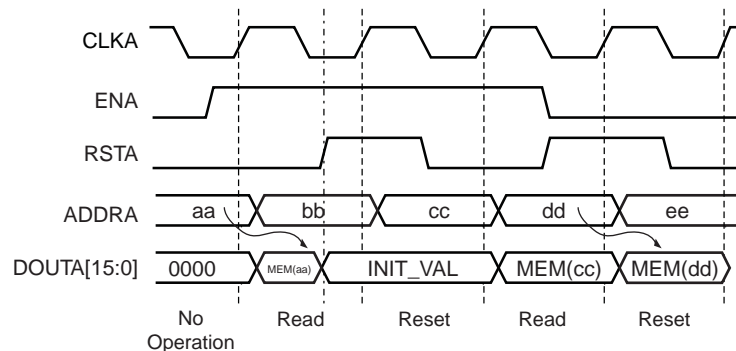 CLKA
ENA
RSTA
ADDRA aa bb cc dd ee
DOUTA[15:0] 0000 MEM(aa) INIT_VAL MEM(cc) MEM(dd)
No Read Reset Read Reset
Operation